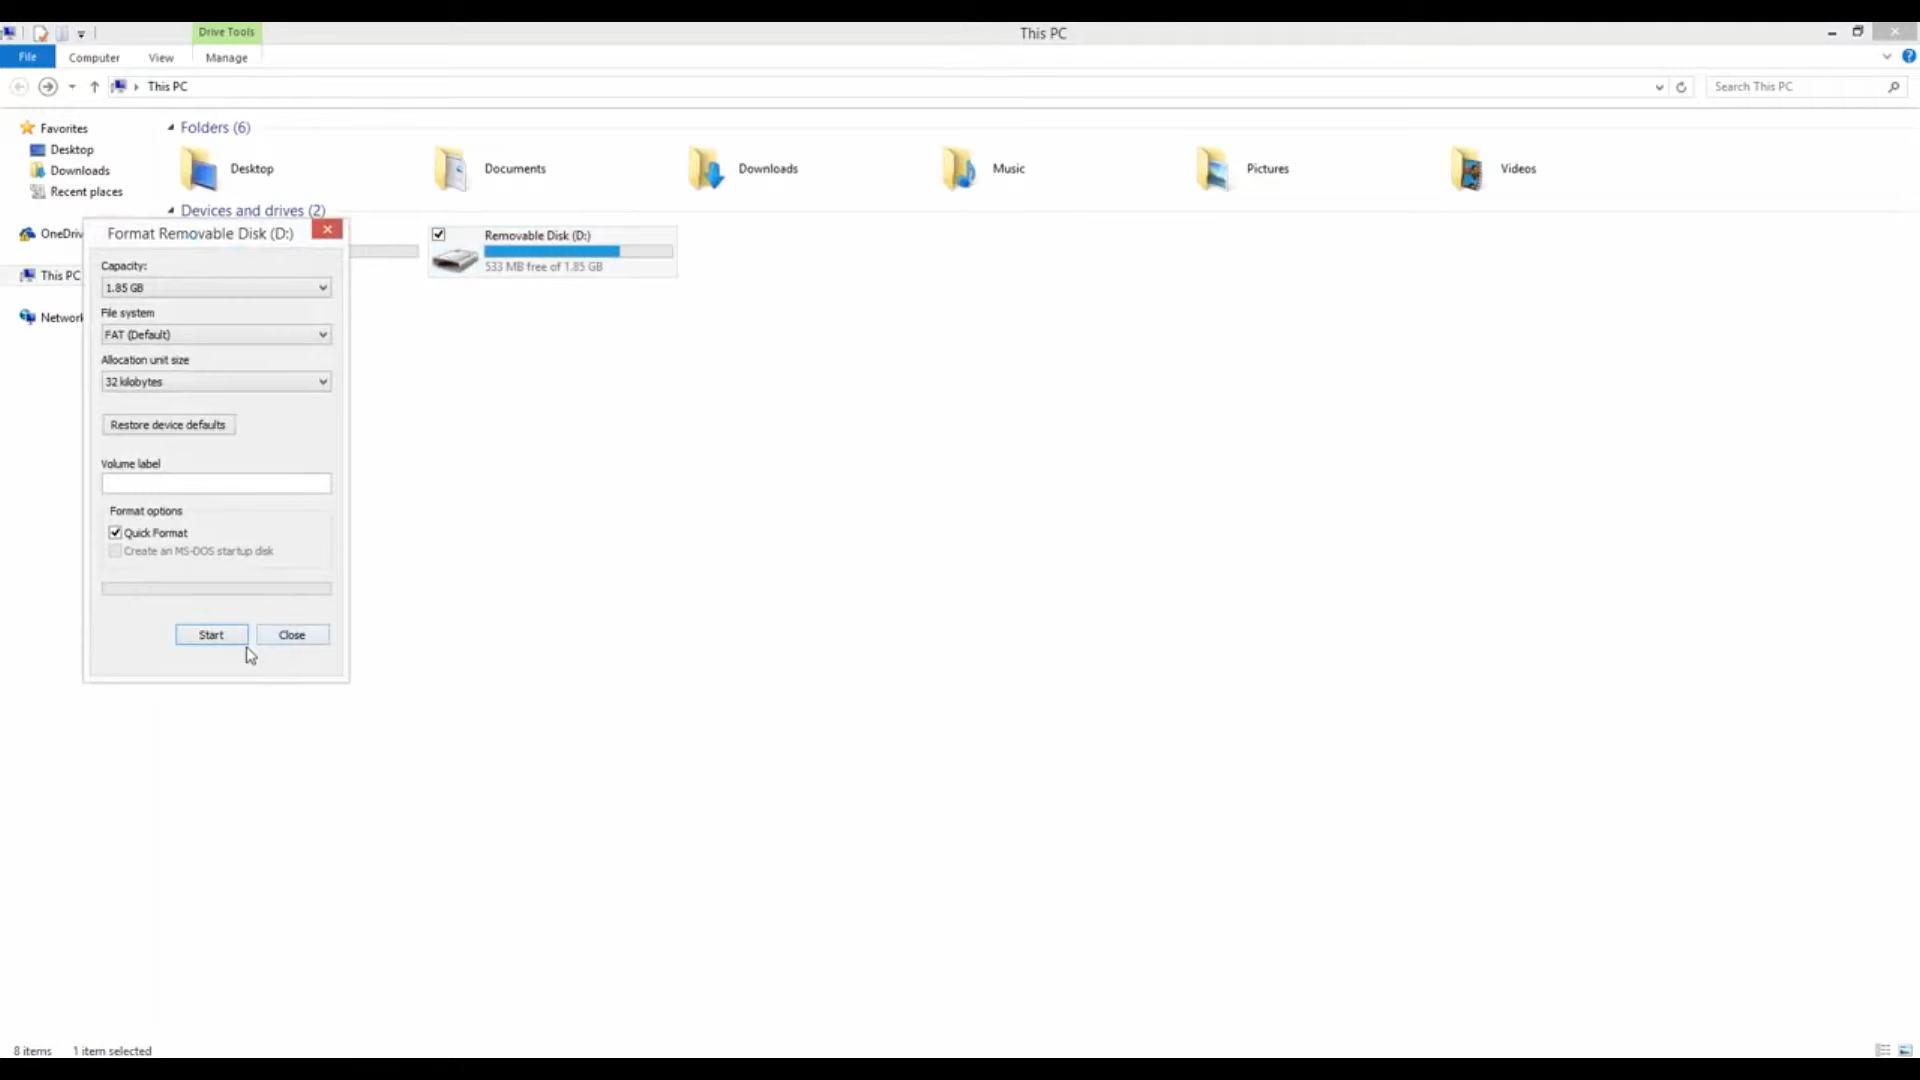 Drive Tools
This PC
File
Computer
View
Manage
This PC
Search This PC
Favorites
Desktop
Downloads
Recent places
OneDriv
This PC
Network
Folders (6)
Desktop
Documents
Downloads
Music
Pictures
Videos
Devices and drives (2)
Removable Disk (D:)
533 MB free of 1.85 GB
Format Removable Disk (D:)
Capacity:
1.85 GB
File system
FAT (Default)
Allocation unit size
32 kilobytes
Restore device defaults
Volume label
Format options
Quick Format
Create an MS-DOS startup disk
Start
Close
8 items
1 item selected